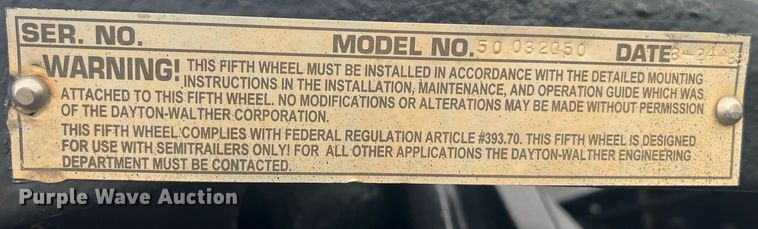 SER. NO. MODEL NO. 50 032050 DATE
WARNING! THIS FIFTH WHEEL MUST BE INSTALLED IN ACCORDANCE WITH THE DETAILED MOUNTING
INSTRUCTIONS IN THE INSTALLATION, MAINTENANCE, AND OPERATION GUIDE WHICH WAS
ATTACHED TO THIS FIFTH WHEEL. NO MODIFICATIONS OR ALTERATIONS MAY BE MADE WITHOUT PERMISSION
OF THE DAYTON-WALTHER CORPORATION.
THIS FIFTH WHEEL COMPLIES WITH FEDERAL REGULATION ARTICLE #393.70. THIS FIFTH WHEEL IS DESIGNED
FOR USE WITH SEMITRAILERS ONLY! FOR ALL OTHER APPLICATIONS THE DAYTON-WALTHER ENGINEERING
DEPARTMENT MUST BE CONTACTED.
Purple Wave Auction